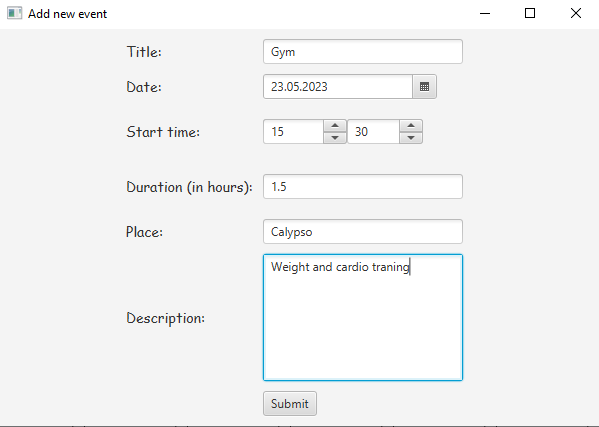 Add new event
Title: Gym
Date: 23.05.2023
Start time: 15 30
Duration (in hours): 1.5
Place: Calypso
Weight and cardio traning
Description:
Submit